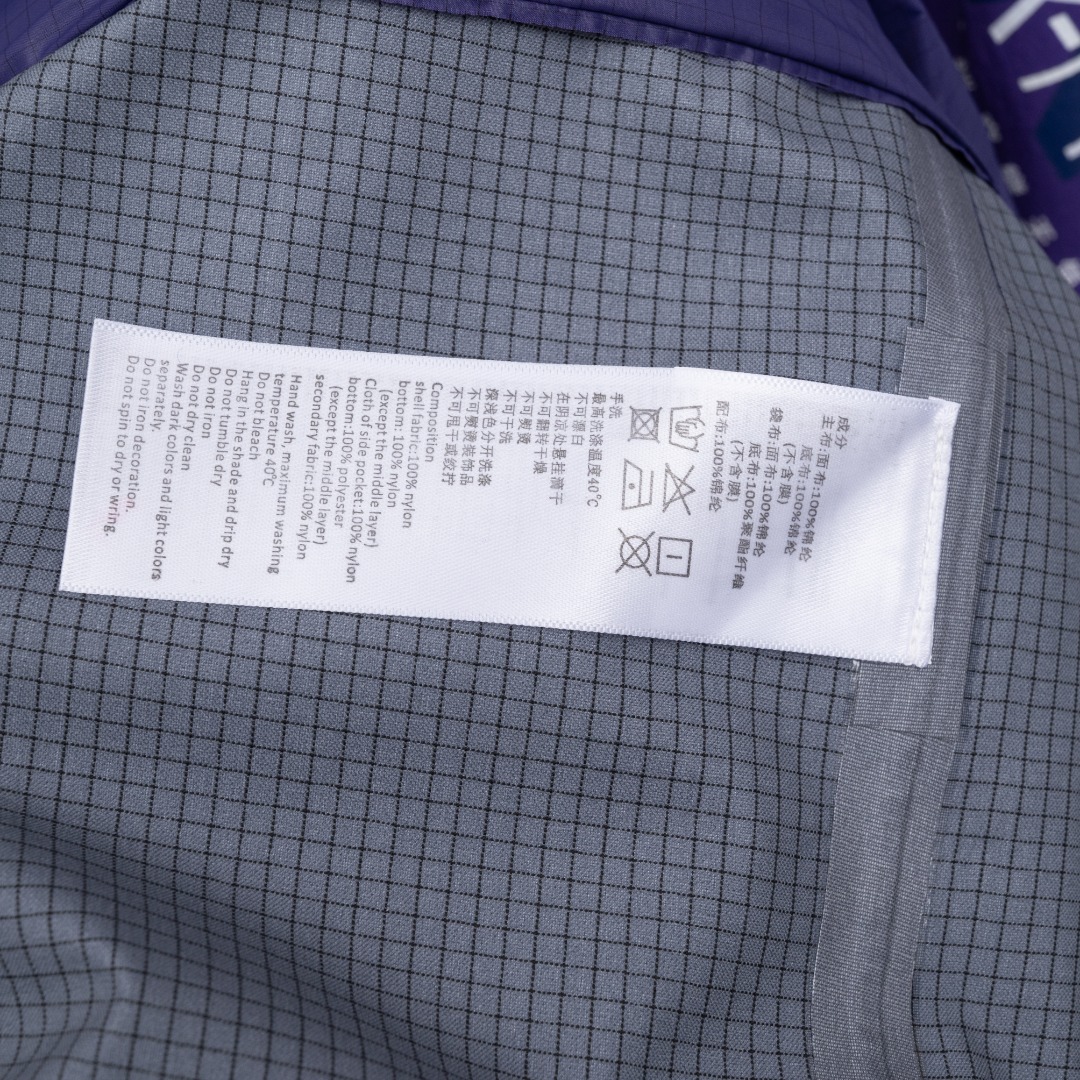 成分
主布:面布:100%锦纶
底布:100%锦纶
(不含膜)
袋布:面布:100%锦纶
底布:100%聚酯纤维
(不含膜)
配布:100%锦纶
手洗
最高洗涤温度40℃
不可漂白
在阴凉处悬挂滴干
不可翻转干燥
不可熨烫
不可干洗
深浅色分开洗涤
不可熨烫装饰品
不可甩干或绞拧
Composition
shell fabric:100% nylon
bottom: 100% nylon
(except the middle layer)
Cloth of side pocket:100% nylon
bottom:100% polyester
(except the middle layer)
secondary fabric:100% nylon
Hand wash, maximum washing
temperature 40℃
Do not bleach
Hang in the shade and drip dry
Do not tumble dry
Do not iron
Do not dry clean
Wash dark colors and light colors
separately.
Do not iron decoration.
Do not spin to dry or wring.